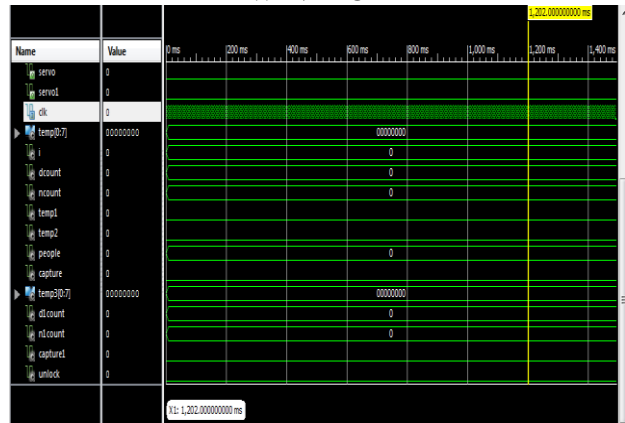 1,202.000000000 ms
Name Value 0 ms 200 ms 400 ms 600 ms 800 ms 1,000 ms 1,200 ms 1,400 ms
servo 0
servo1 0
clk 0
temp[0:7] 00000000 00000000
i 0 0
dcount 0 0
ncount 0 0
temp1 0
temp2 0
people 0 0
capture 0
temp3[0:7] 00000000 00000000
d1count 0 0
n1count 0 0
capture1 0
unlock 0
X1: 1,202.000000000 ms